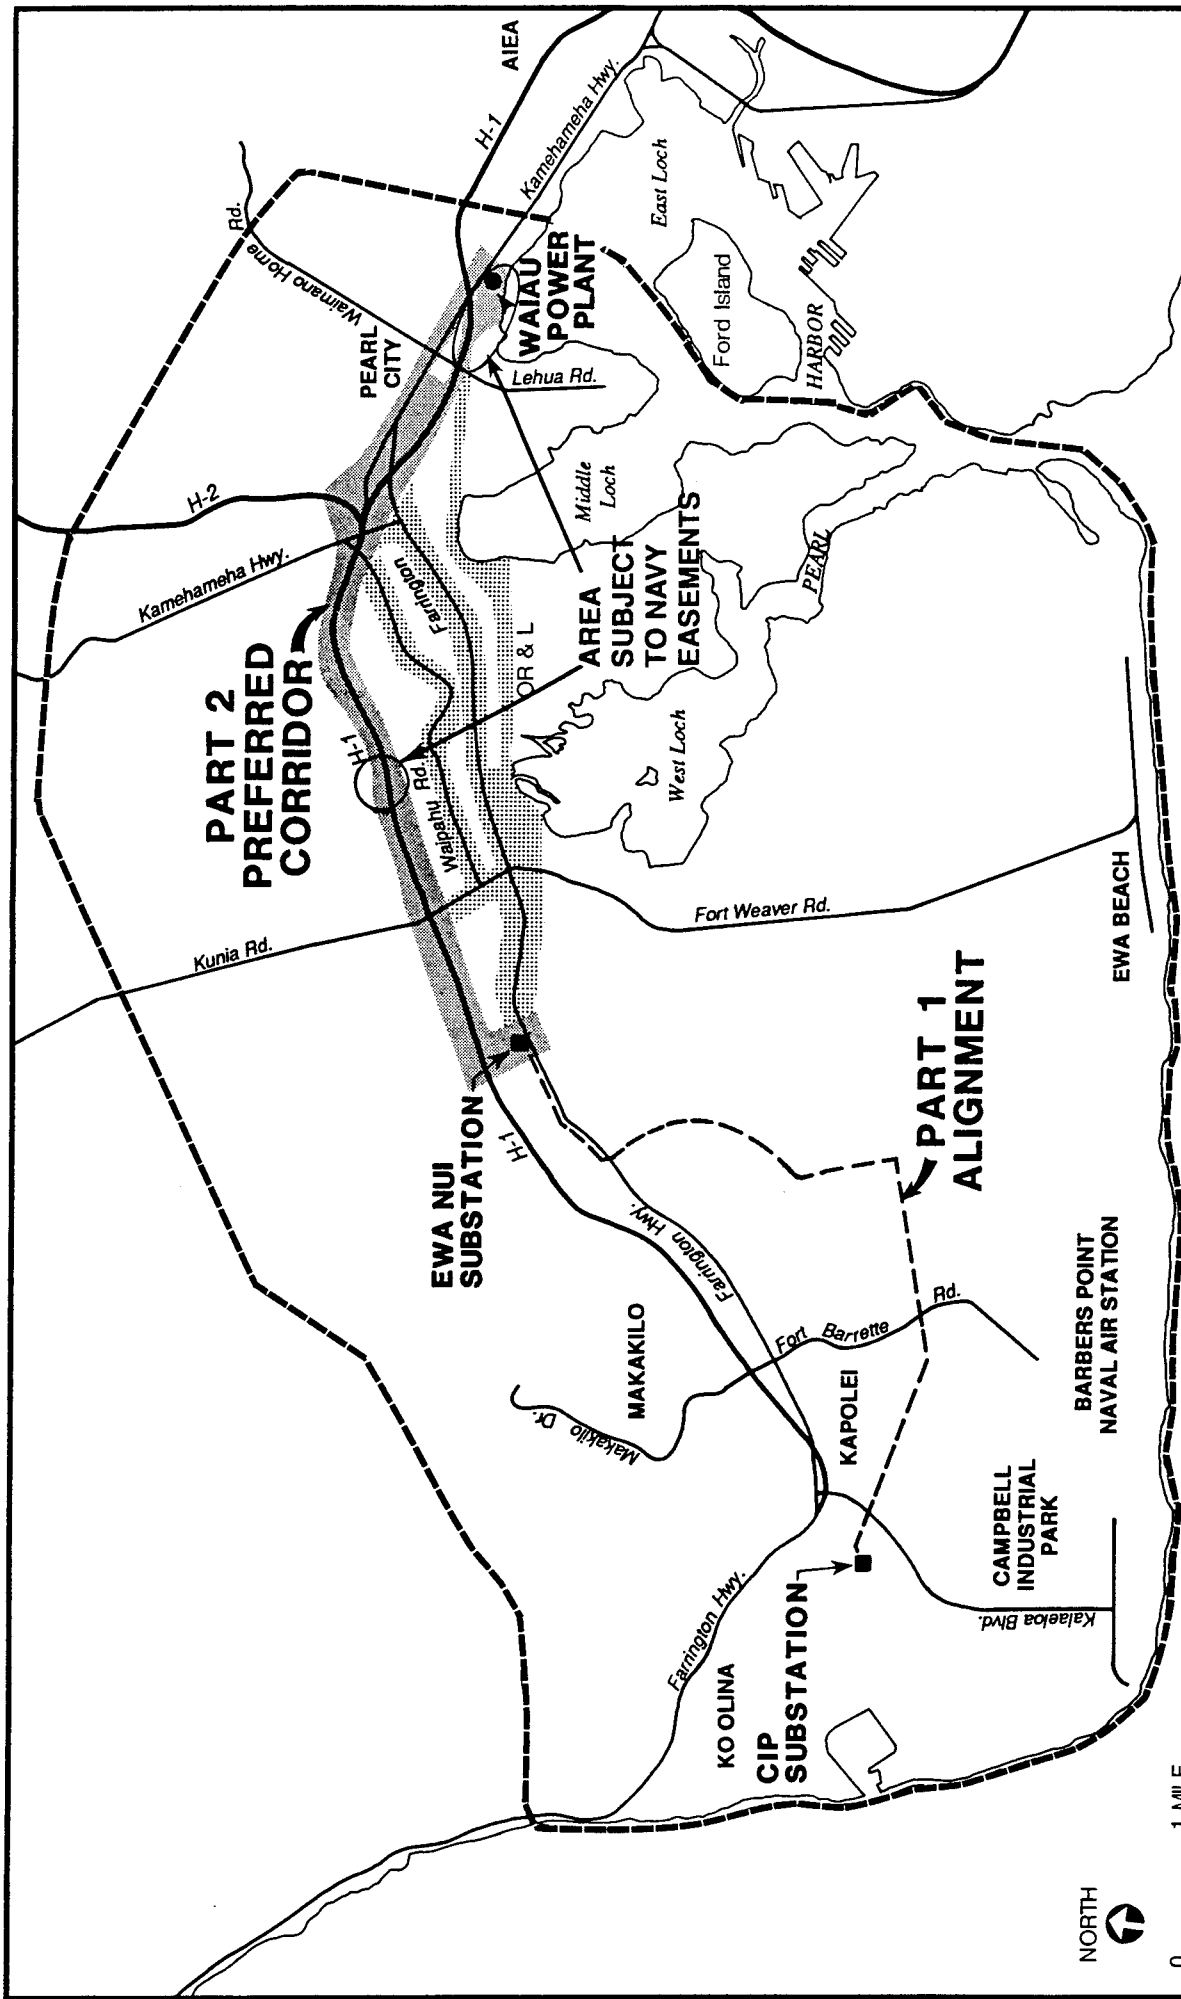 AIEA
H-1
Kamehameha Hwy.
East Loch
Waimano Home
Rd.
PEARL
CITY
WAIAU
POWER
PLANT
Ford Island
HARBOR
Lehua Rd.
H-2
Kamehameha Hwy.
Middle
Loch
Farrington
PEARL
AREA
SUBJECT
TO NAVY
EASEMENTS
OR & L
PART 2
PREFERRED
CORRIDOR
H-1
Waipahu Rd.
West Loch
Kunia Rd.
Fort Weaver Rd.
EWA BEACH
EWA NUI
SUBSTATION
H-1
PART 1
ALIGNMENT
Farrington Hwy.
MAKAKILO
Makakilo Dr.
Fort Barrette Rd.
KAPOLEI
BARBERS POINT
NAVAL AIR STATION
CAMPBELL
INDUSTRIAL
PARK
Kalaeloa Blvd.
Farrington Hwy.
KO OLINA
CIP
SUBSTATION
NORTH
0 1 MILE